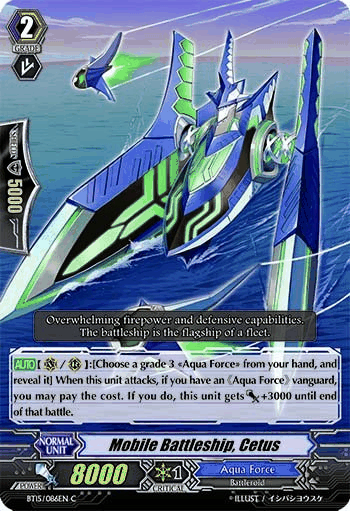 2
GRADE
SHIELD
5000
Overwhelming firepower and defensive capabilities.
The battleship is the flagship of a fleet.
AUTO [ / ]:[Choose a grade 3 «Aqua Force» from your hand, and
reveal it] When this unit attacks, if you have an 《Aqua Force》 vanguard,
you may pay the cost. If you do, this unit gets +3000 until end
of that battle.
NORMAL
UNIT
Mobile Battleship, Cetus
POWER
8000
1
CRITICAL
Aqua Force
Battleroid
BT15/086EN C
ILLUST / イシバシヨウスケ